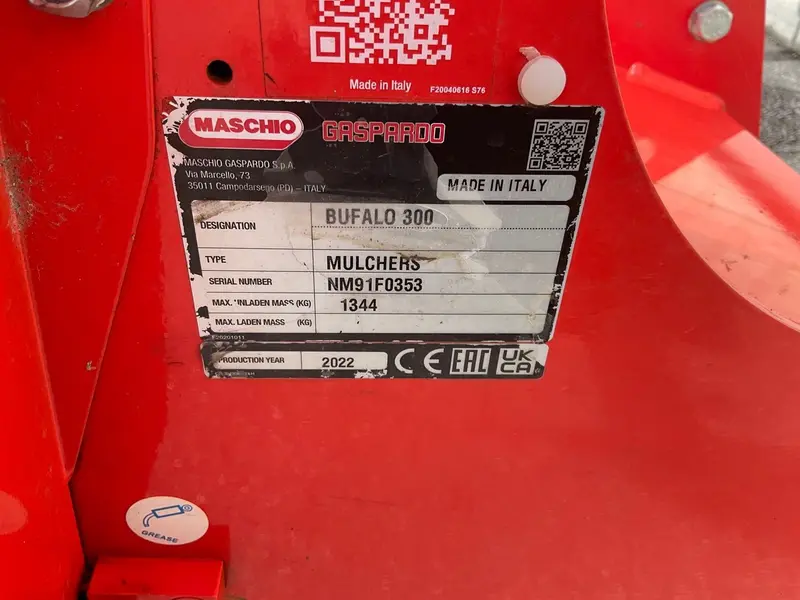 Made in Italy F20040616 S76
MASCHIO GASPARDO
MASCHIO GASPARDO S.p.A.
Via Marcello, 73
35011 Campodarsego (PD) – ITALY
MADE IN ITALY
DESIGNATION BUFALO 300
TYPE MULCHERS
SERIAL NUMBER NM91F0353
MAX. UNLADEN MASS (KG) 1344
MAX. LADEN MASS (KG)
F20201011
PRODUCTION YEAR 2022 CE EAC UKCA
GREASE